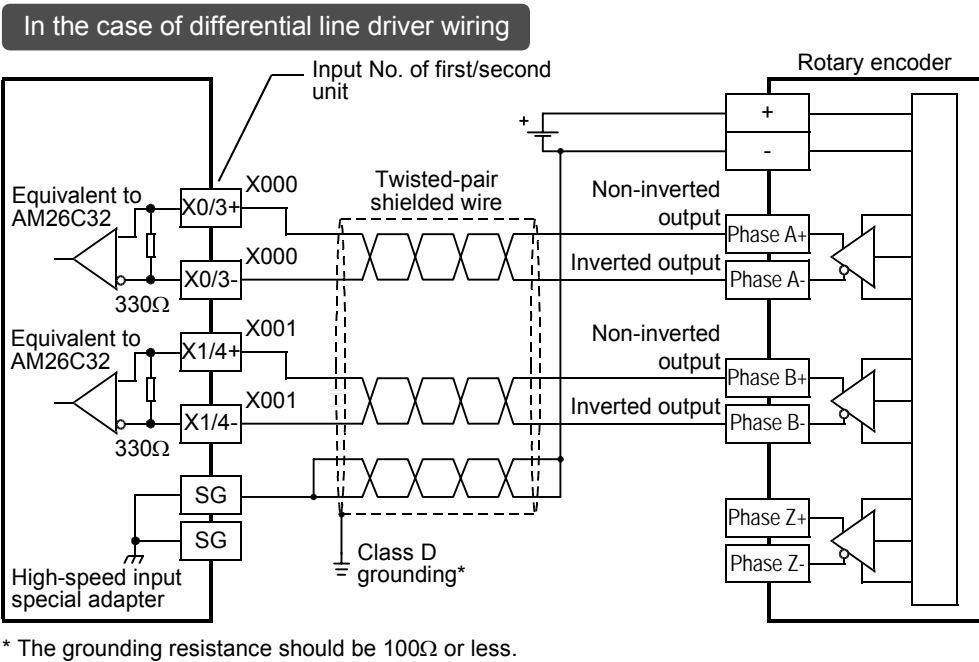 In the case of differential line driver wiring
Input No. of first/second
unit
Rotary encoder
+
+
-
Equivalent to
AM26C32
X0/3+
X000
X0/3-
X000
330Ω
Twisted-pair
shielded wire
Non-inverted
output
Phase A+
Inverted output
Phase A-
Equivalent to
AM26C32
X1/4+
X001
X1/4-
X001
330Ω
Non-inverted
output
Phase B+
Inverted output
Phase B-
SG
SG
Phase Z+
Phase Z-
High-speed input
special adapter
Class D
grounding*
* The grounding resistance should be 100Ω or less.